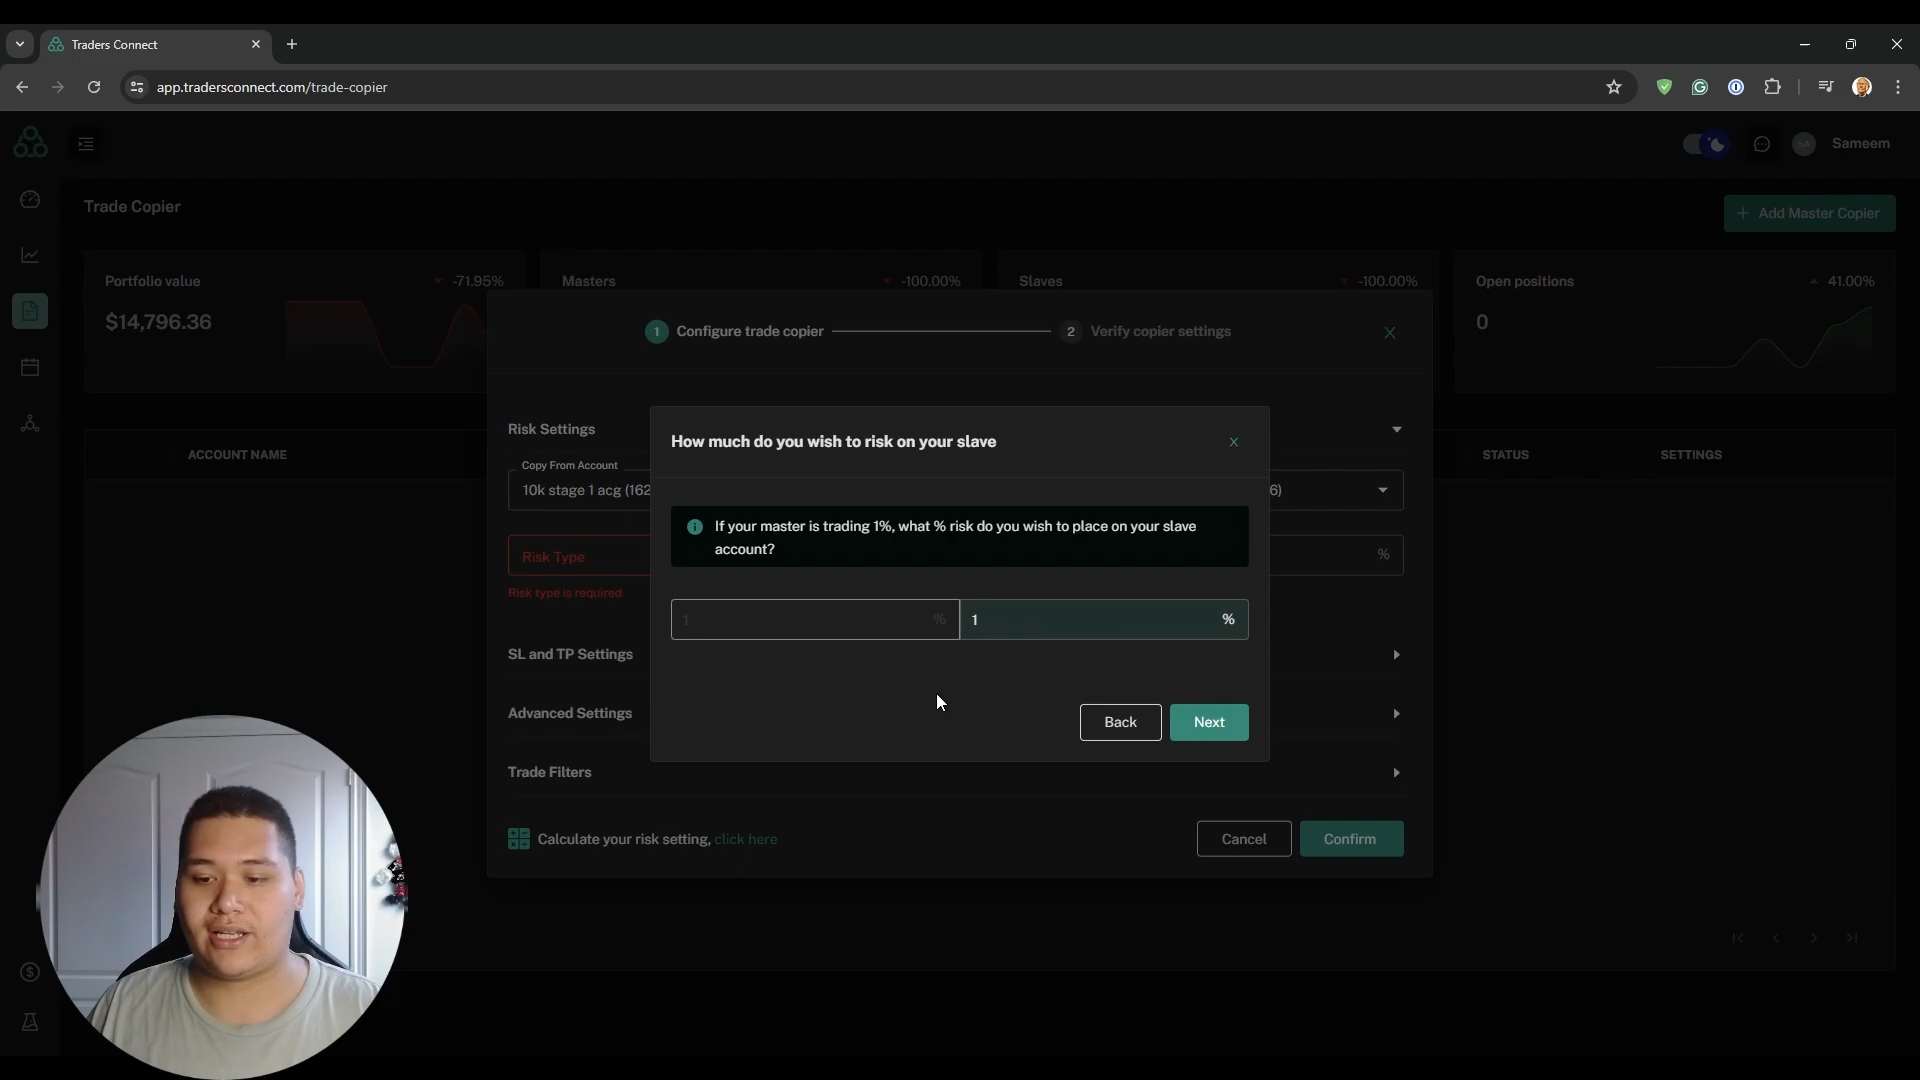 Traders Connect
app.tradersconnect.com/trade-copier
SA
Sameem
Trade Copier
+ Add Master Copier
Portfolio value
-71.95%
$14,796.36
Masters
-100.00%
Slaves
-100.00%
Open positions
41.00%
0
1 Configure trade copier
2 Verify copier settings
Risk Settings
Copy From Account
10k stage 1 acg (162
6)
Risk Type
%
Risk type is required
SL and TP Settings
Advanced Settings
Trade Filters
Calculate your risk setting, click here
Cancel
Confirm
ACCOUNT NAME
STATUS
SETTINGS
How much do you wish to risk on your slave
If your master is trading 1%, what % risk do you wish to place on your slave
account?
1 %
1 %
Back
Next